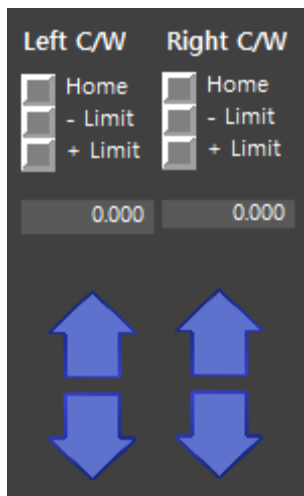 Left C/W Right C/W
Home Home
- Limit - Limit
+ Limit + Limit
0.000 0.000